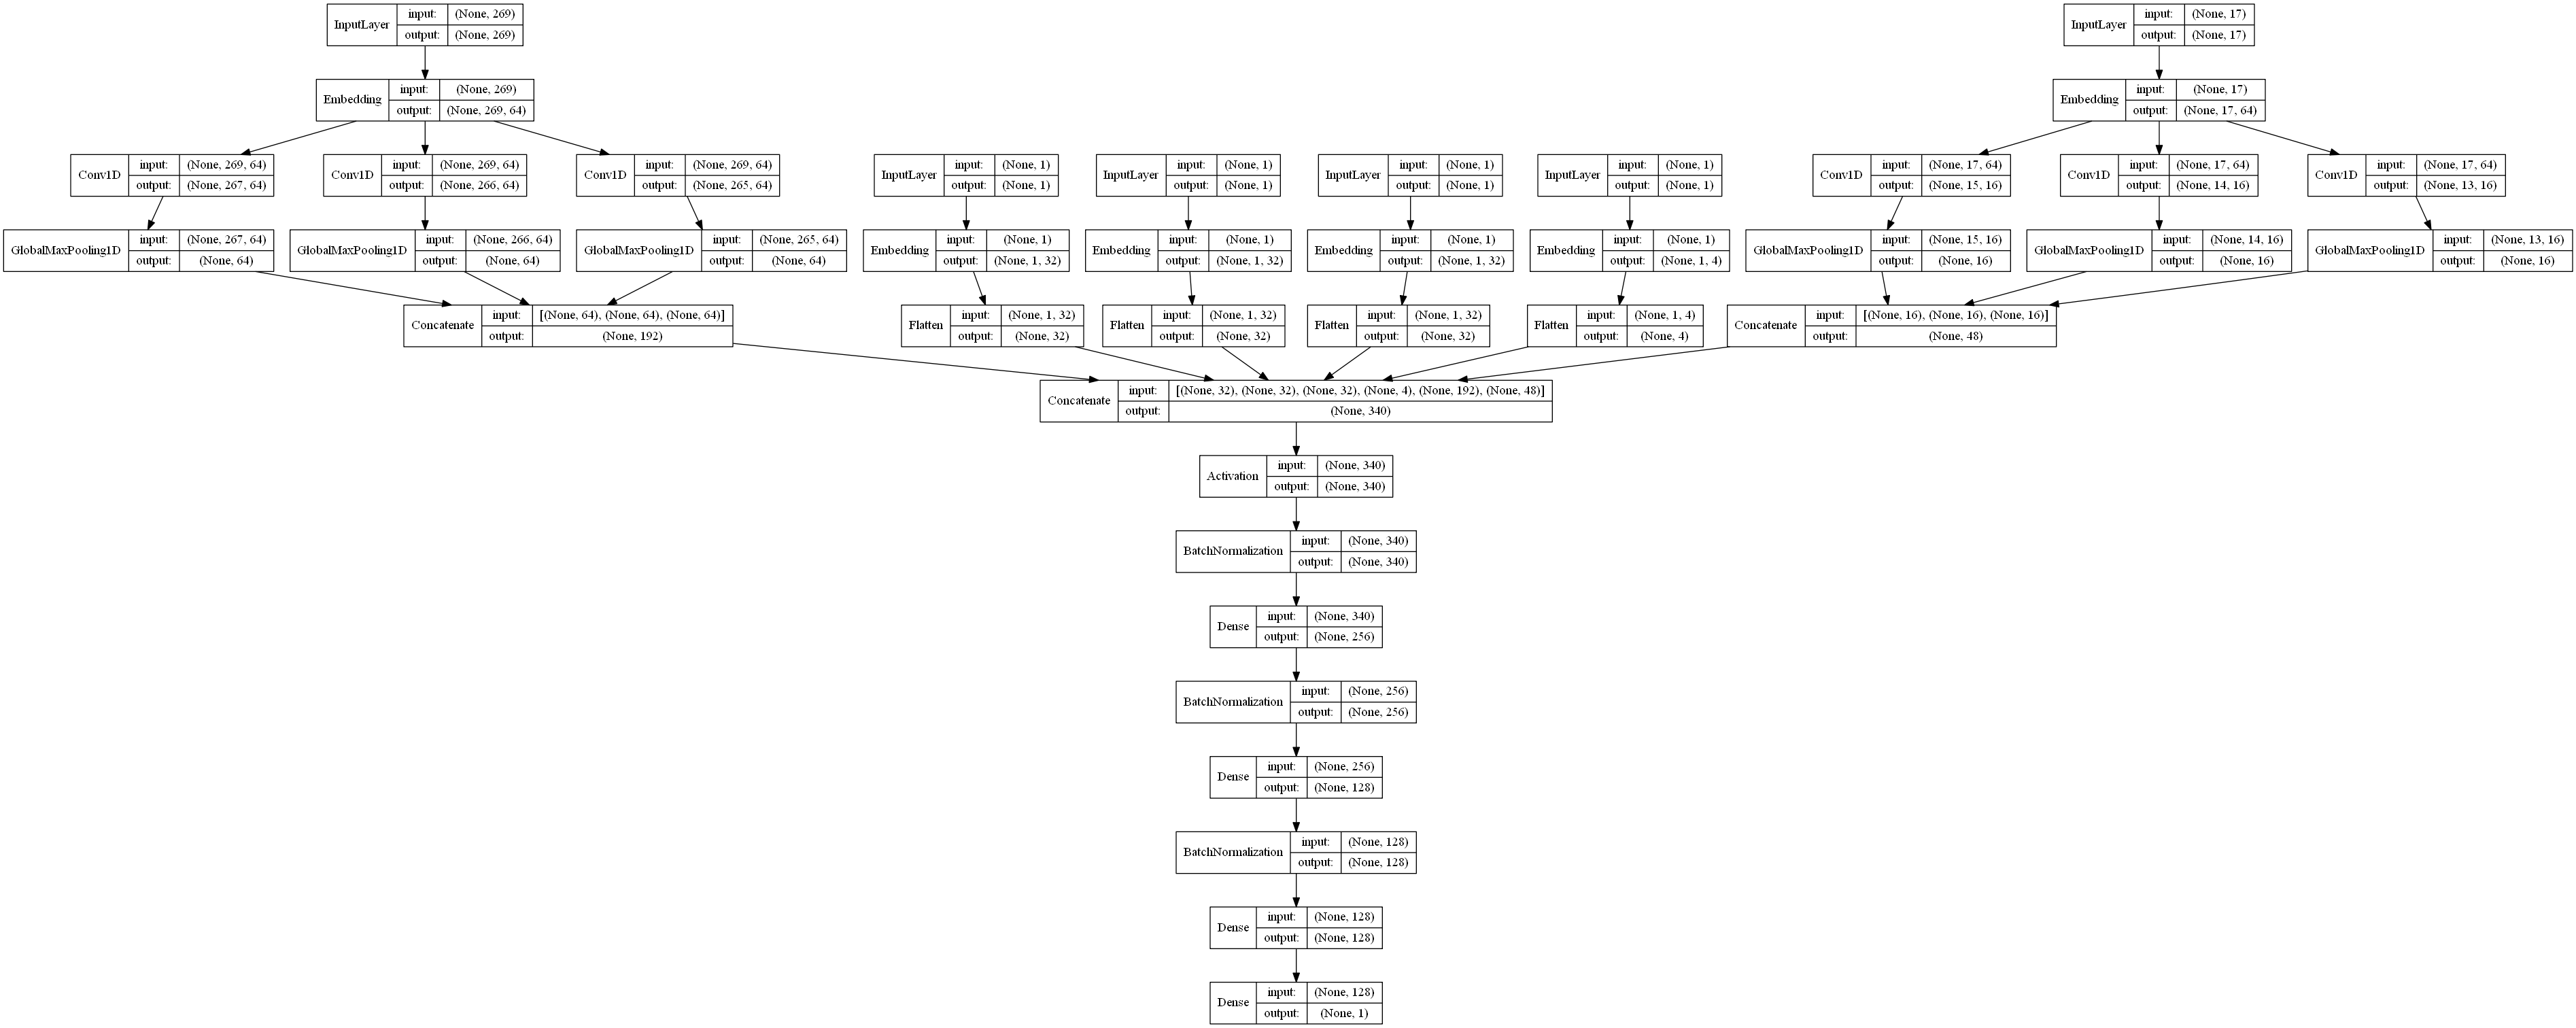 InputLayer input: (None, 269) output: (None, 269)
InputLayer input: (None, 17) output: (None, 17)
Embedding input: (None, 269) output: (None, 269, 64)
Embedding input: (None, 17) output: (None, 17, 64)
Conv1D input: (None, 269, 64) output: (None, 267, 64)
Conv1D input: (None, 269, 64) output: (None, 266, 64)
Conv1D input: (None, 269, 64) output: (None, 265, 64)
InputLayer input: (None, 1) output: (None, 1)
InputLayer input: (None, 1) output: (None, 1)
InputLayer input: (None, 1) output: (None, 1)
InputLayer input: (None, 1) output: (None, 1)
Conv1D input: (None, 17, 64) output: (None, 15, 16)
Conv1D input: (None, 17, 64) output: (None, 14, 16)
Conv1D input: (None, 17, 64) output: (None, 13, 16)
GlobalMaxPooling1D input: (None, 267, 64) output: (None, 64)
GlobalMaxPooling1D input: (None, 266, 64) output: (None, 64)
GlobalMaxPooling1D input: (None, 265, 64) output: (None, 64)
Embedding input: (None, 1) output: (None, 1, 32)
Embedding input: (None, 1) output: (None, 1, 32)
Embedding input: (None, 1) output: (None, 1, 32)
Embedding input: (None, 1) output: (None, 1, 4)
GlobalMaxPooling1D input: (None, 15, 16) output: (None, 16)
GlobalMaxPooling1D input: (None, 14, 16) output: (None, 16)
GlobalMaxPooling1D input: (None, 13, 16) output: (None, 16)
Concatenate input: [(None, 64), (None, 64), (None, 64)] output: (None, 192)
Flatten input: (None, 1, 32) output: (None, 32)
Flatten input: (None, 1, 32) output: (None, 32)
Flatten input: (None, 1, 32) output: (None, 32)
Flatten input: (None, 1, 4) output: (None, 4)
Concatenate input: [(None, 16), (None, 16), (None, 16)] output: (None, 48)
Concatenate input: [(None, 32), (None, 32), (None, 32), (None, 4), (None, 192), (None, 48)] output: (None, 340)
Activation input: (None, 340) output: (None, 340)
BatchNormalization input: (None, 340) output: (None, 340)
Dense input: (None, 340) output: (None, 256)
BatchNormalization input: (None, 256) output: (None, 256)
Dense input: (None, 256) output: (None, 128)
BatchNormalization input: (None, 128) output: (None, 128)
Dense input: (None, 128) output: (None, 128)
Dense input: (None, 128) output: (None, 1)